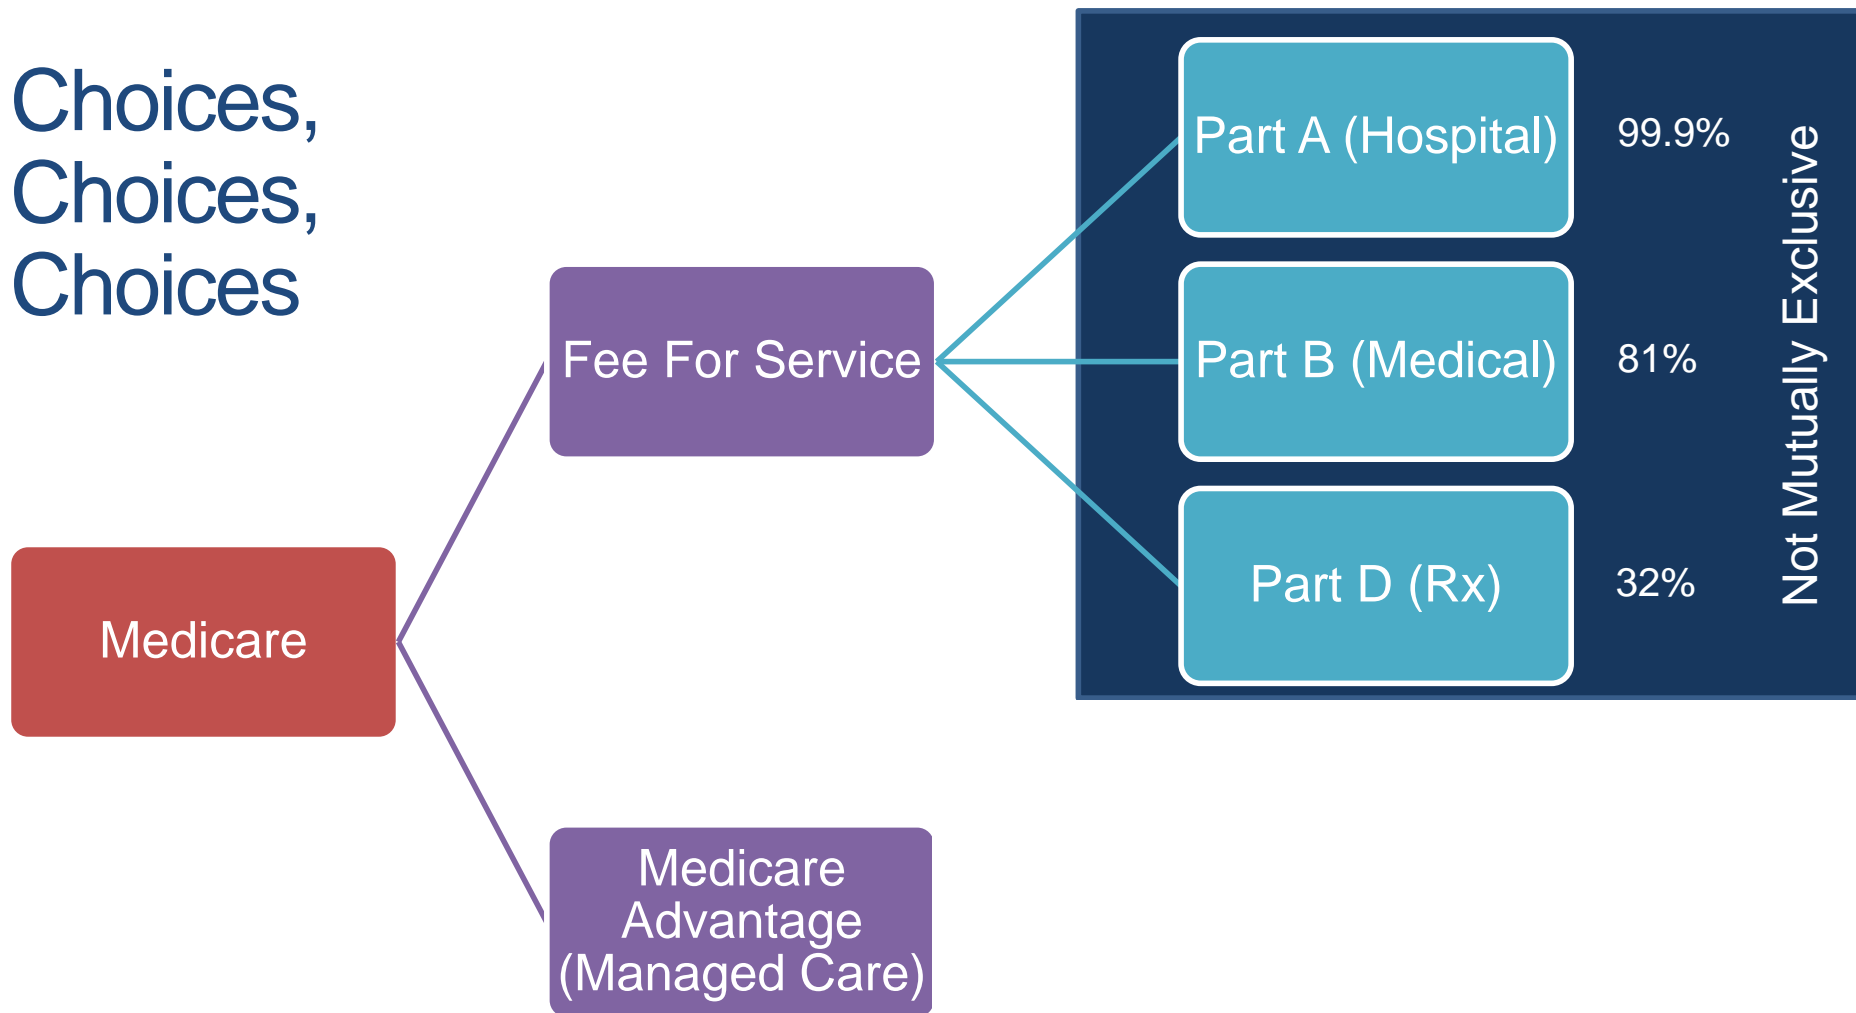 Choices,
Choices,
Choices
Medicare
Fee For Service
Medicare
Advantage
(Managed Care)
Part A (Hospital)
99.9%
Part B (Medical)
81%
Part D (Rx)
32%
Not Mutually Exclusive